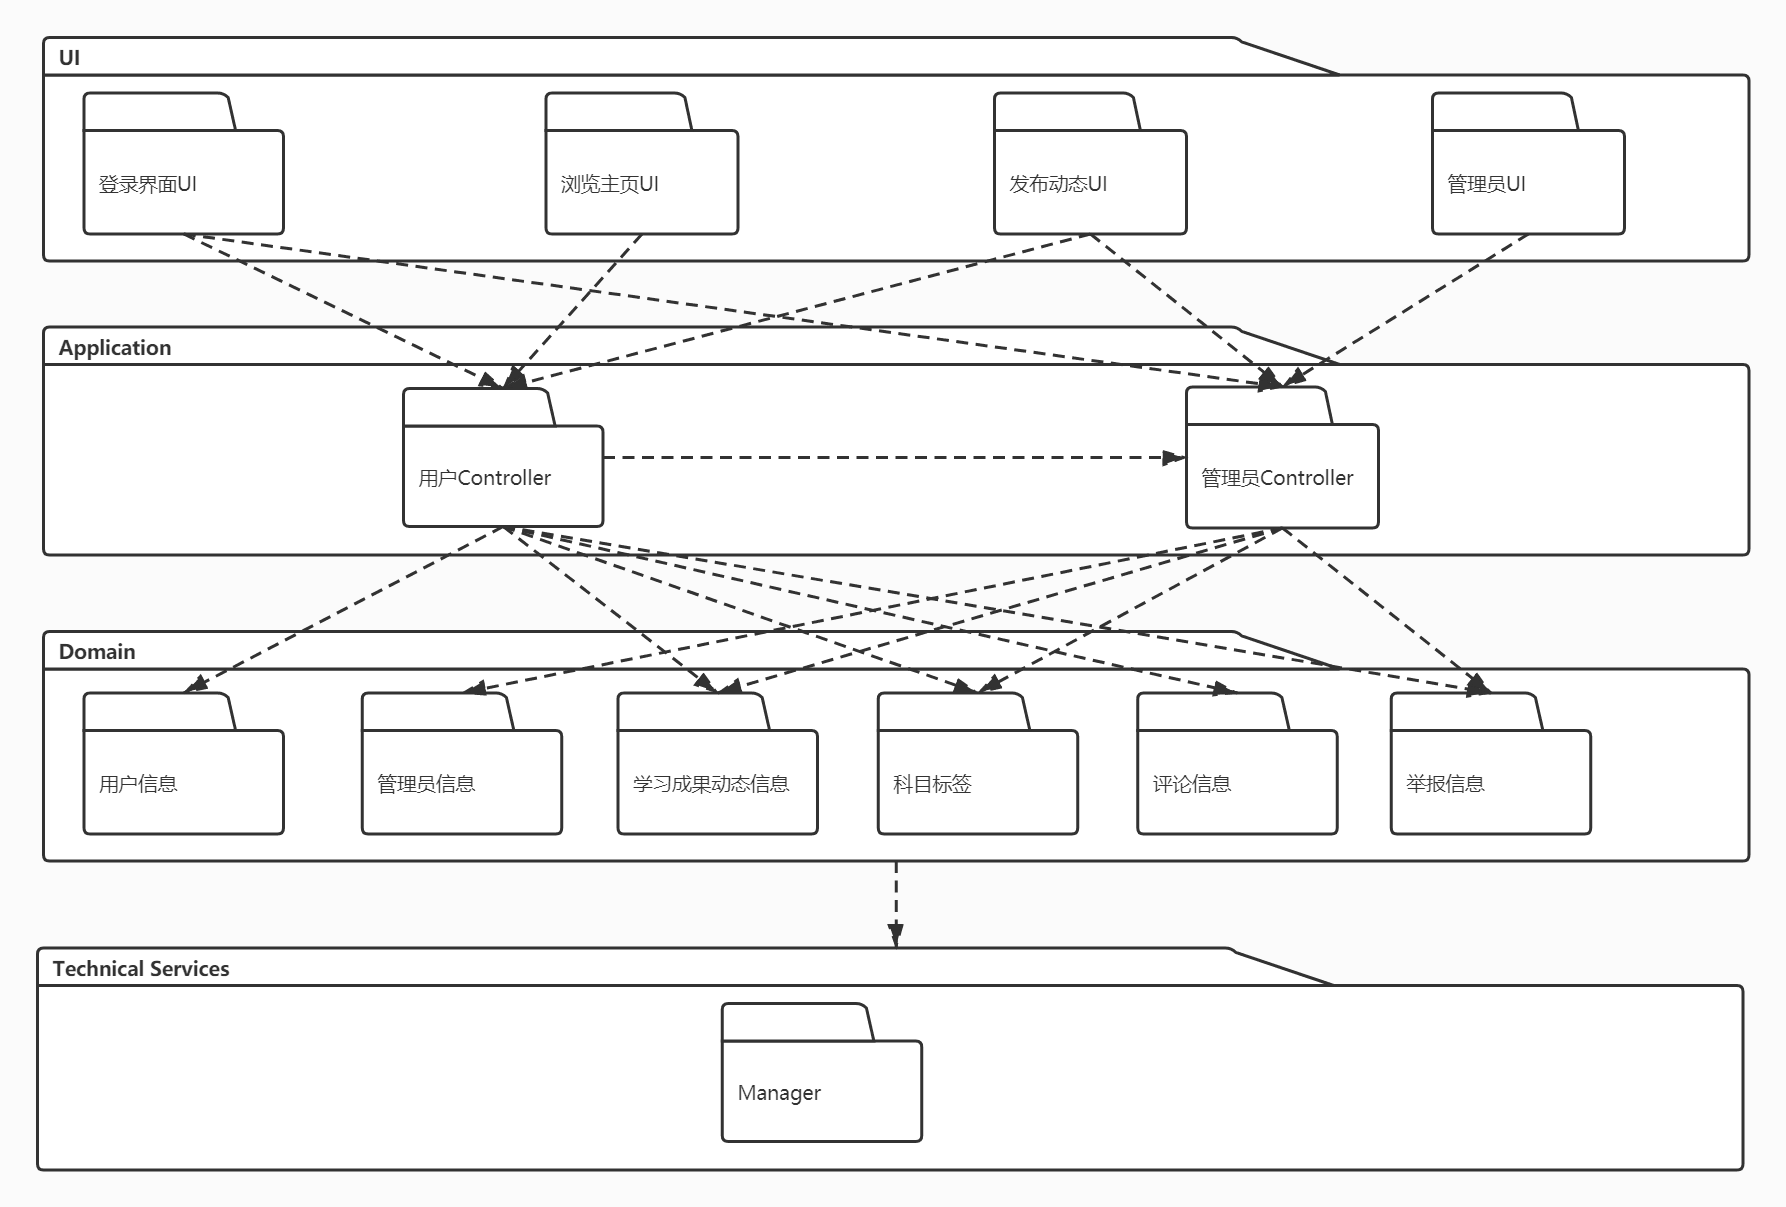 UI
登录界面UI
浏览主页UI
发布动态UI
管理员UI
Application
用户Controller
管理员Controller
Domain
用户信息
管理员信息
学习成果动态信息
科目标签
评论信息
举报信息
Technical Services
Manager